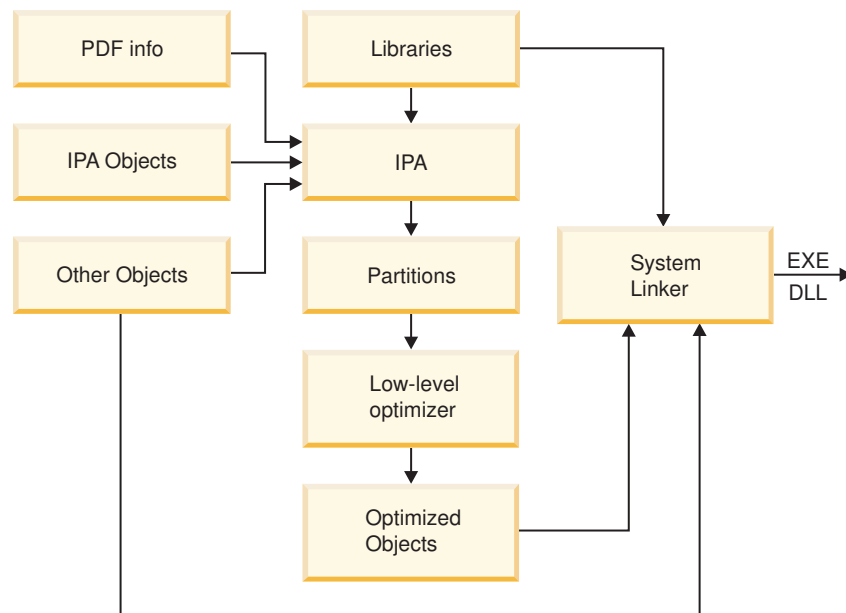 PDF info
Libraries
IPA Objects
IPA
Other Objects
Partitions
System
Linker
EXE
DLL
Low-level
optimizer
Optimized
Objects